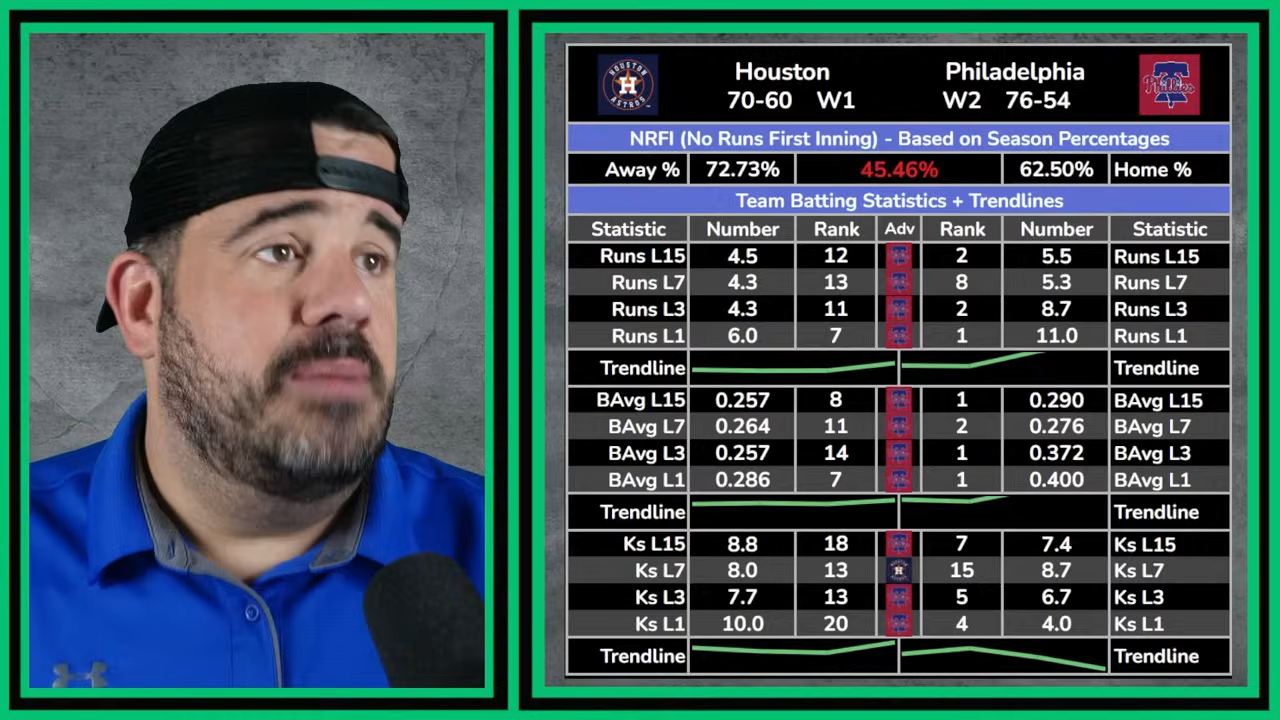 HOUSTON
H
ASTROS
Houston
Philadelphia
Phillies
70-60 W1
W2 76-54
NRFI (No Runs First Inning) - Based on Season Percentages
Away % 72.73% 45.46% 62.50% Home %
Team Batting Statistics + Trendlines
Statistic Number Rank Adv Rank Number Statistic
Runs L15 4.5 12 2 5.5 Runs L15
Runs L7 4.3 13 8 5.3 Runs L7
Runs L3 4.3 11 2 8.7 Runs L3
Runs L1 6.0 7 1 11.0 Runs L1
Trendline Trendline
BAvg L15 0.257 8 1 0.290 BAvg L15
BAvg L7 0.264 11 2 0.276 BAvg L7
BAvg L3 0.257 14 1 0.372 BAvg L3
BAvg L1 0.286 7 1 0.400 BAvg L1
Trendline Trendline
Ks L15 8.8 18 7 7.4 Ks L15
Ks L7 8.0 13 15 8.7 Ks L7
Ks L3 7.7 13 5 6.7 Ks L3
Ks L1 10.0 20 4 4.0 Ks L1
Trendline Trendline